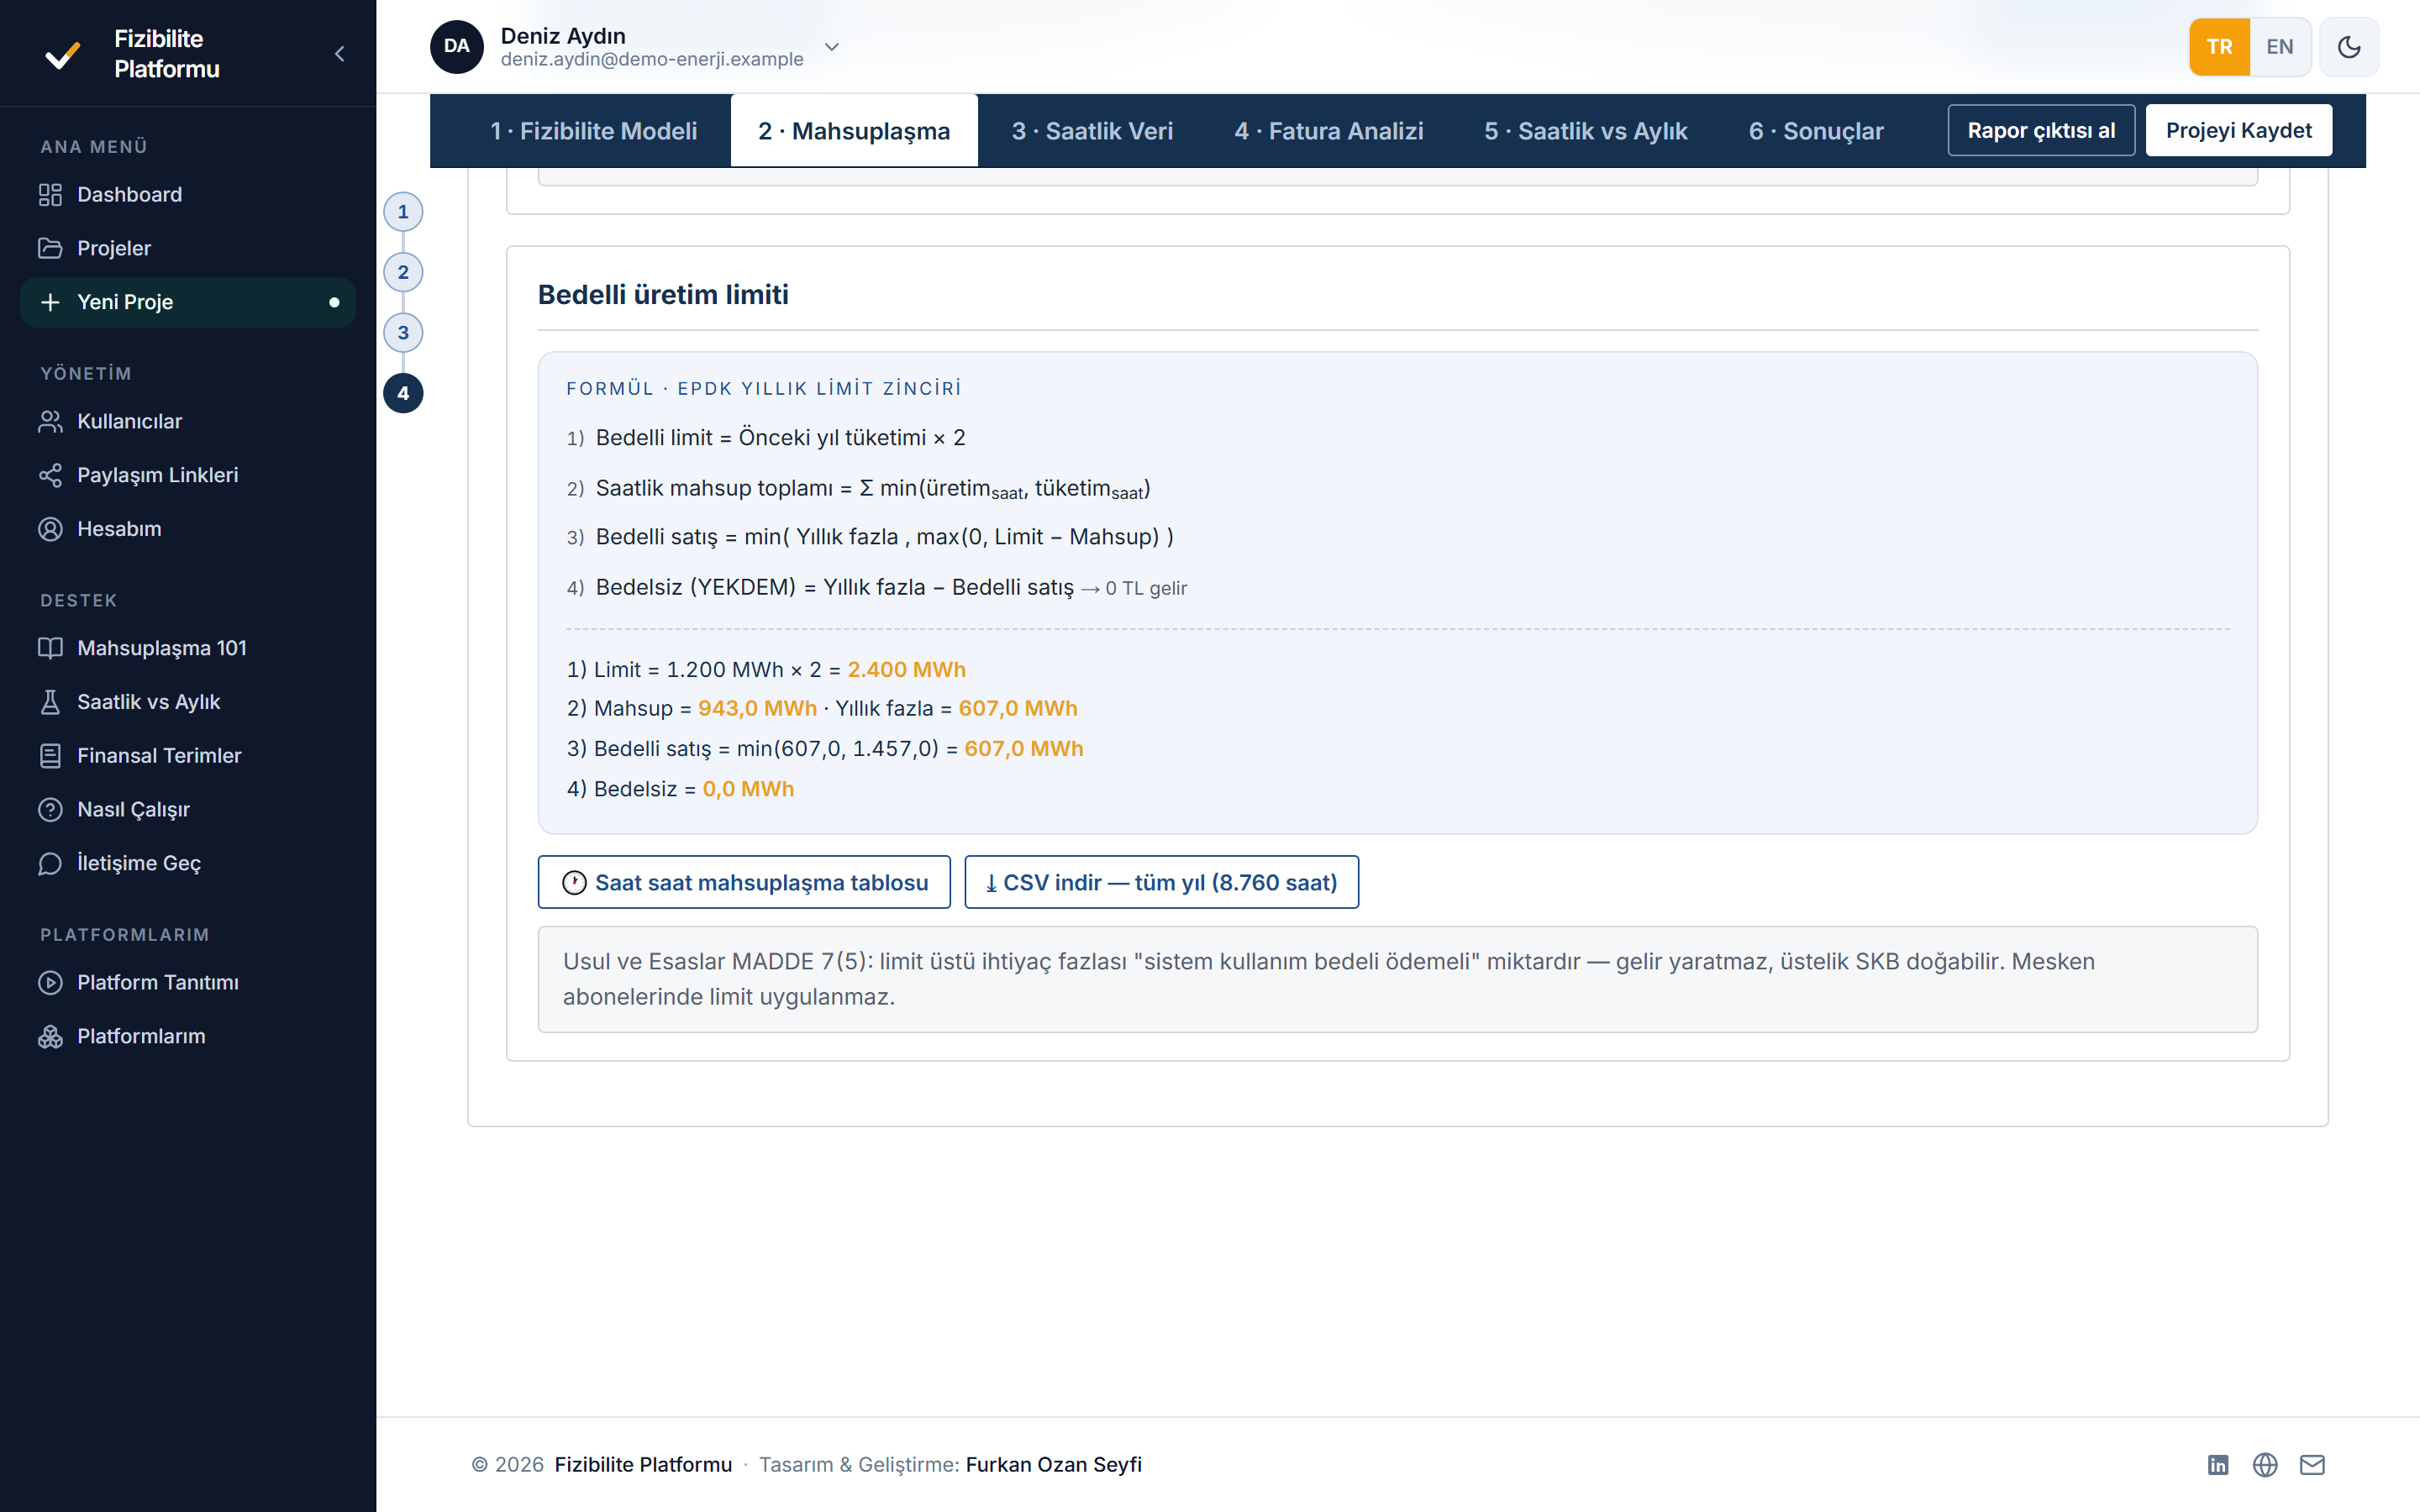 Fizibilite
Platformu
ANA MENÜ
Dashboard
Projeler
Yeni Proje
YÖNETİM
Kullanıcılar
Paylaşım Linkleri
Hesabım
DESTEK
Mahsuplaşma 101
Saatlik vs Aylık
Finansal Terimler
Nasıl Çalışır
İletişime Geç
PLATFORMLARIM
Platform Tanıtımı
Platformlarım
DA
Deniz Aydın
deniz.aydin@demo-enerji.example
TR
EN
1 · Fizibilite Modeli
2 · Mahsuplaşma
3 · Saatlik Veri
4 · Fatura Analizi
5 · Saatlik vs Aylık
6 · Sonuçlar
Rapor çıktısı al
Projeyi Kaydet
1
2
3
4
Bedelli üretim limiti
FORMÜL · EPDK YILLIK LİMİT ZİNCİRİ
1) Bedelli limit = Önceki yıl tüketimi × 2
2) Saatlik mahsup toplamı = Σ min(üretimsaat, tüketimsaat)
3) Bedelli satış = min( Yıllık fazla , max(0, Limit − Mahsup) )
4) Bedelsiz (YEKDEM) = Yıllık fazla − Bedelli satış → 0 TL gelir
1) Limit = 1.200 MWh × 2 = 2.400 MWh
2) Mahsup = 943,0 MWh · Yıllık fazla = 607,0 MWh
3) Bedelli satış = min(607,0, 1.457,0) = 607,0 MWh
4) Bedelsiz = 0,0 MWh
Saat saat mahsuplaşma tablosu
⤓ CSV indir — tüm yıl (8.760 saat)
Usul ve Esaslar MADDE 7(5): limit üstü ihtiyaç fazlası "sistem kullanım bedeli ödemeli" miktardır — gelir yaratmaz, üstelik SKB doğabilir. Mesken
abonelerinde limit uygulanmaz.
© 2026 Fizibilite Platformu · Tasarım & Geliştirme: Furkan Ozan Seyfi